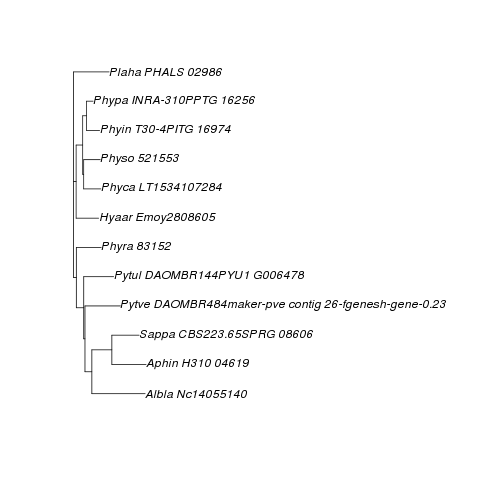 Plaha PHALS 02986
Phypa INRA-310PPTG 16256
Phyin T30-4PITG 16974
Physo 521553
Phyca LT1534107284
Hyaar Emoy2808605
Phyra 83152
Pytul DAOMBR144PYU1 G006478
Pytve DAOMBR484maker-pve contig 26-fgenesh-gene-0.23
Sappa CBS223.65SPRG 08606
Aphin H310 04619
Albla Nc14055140